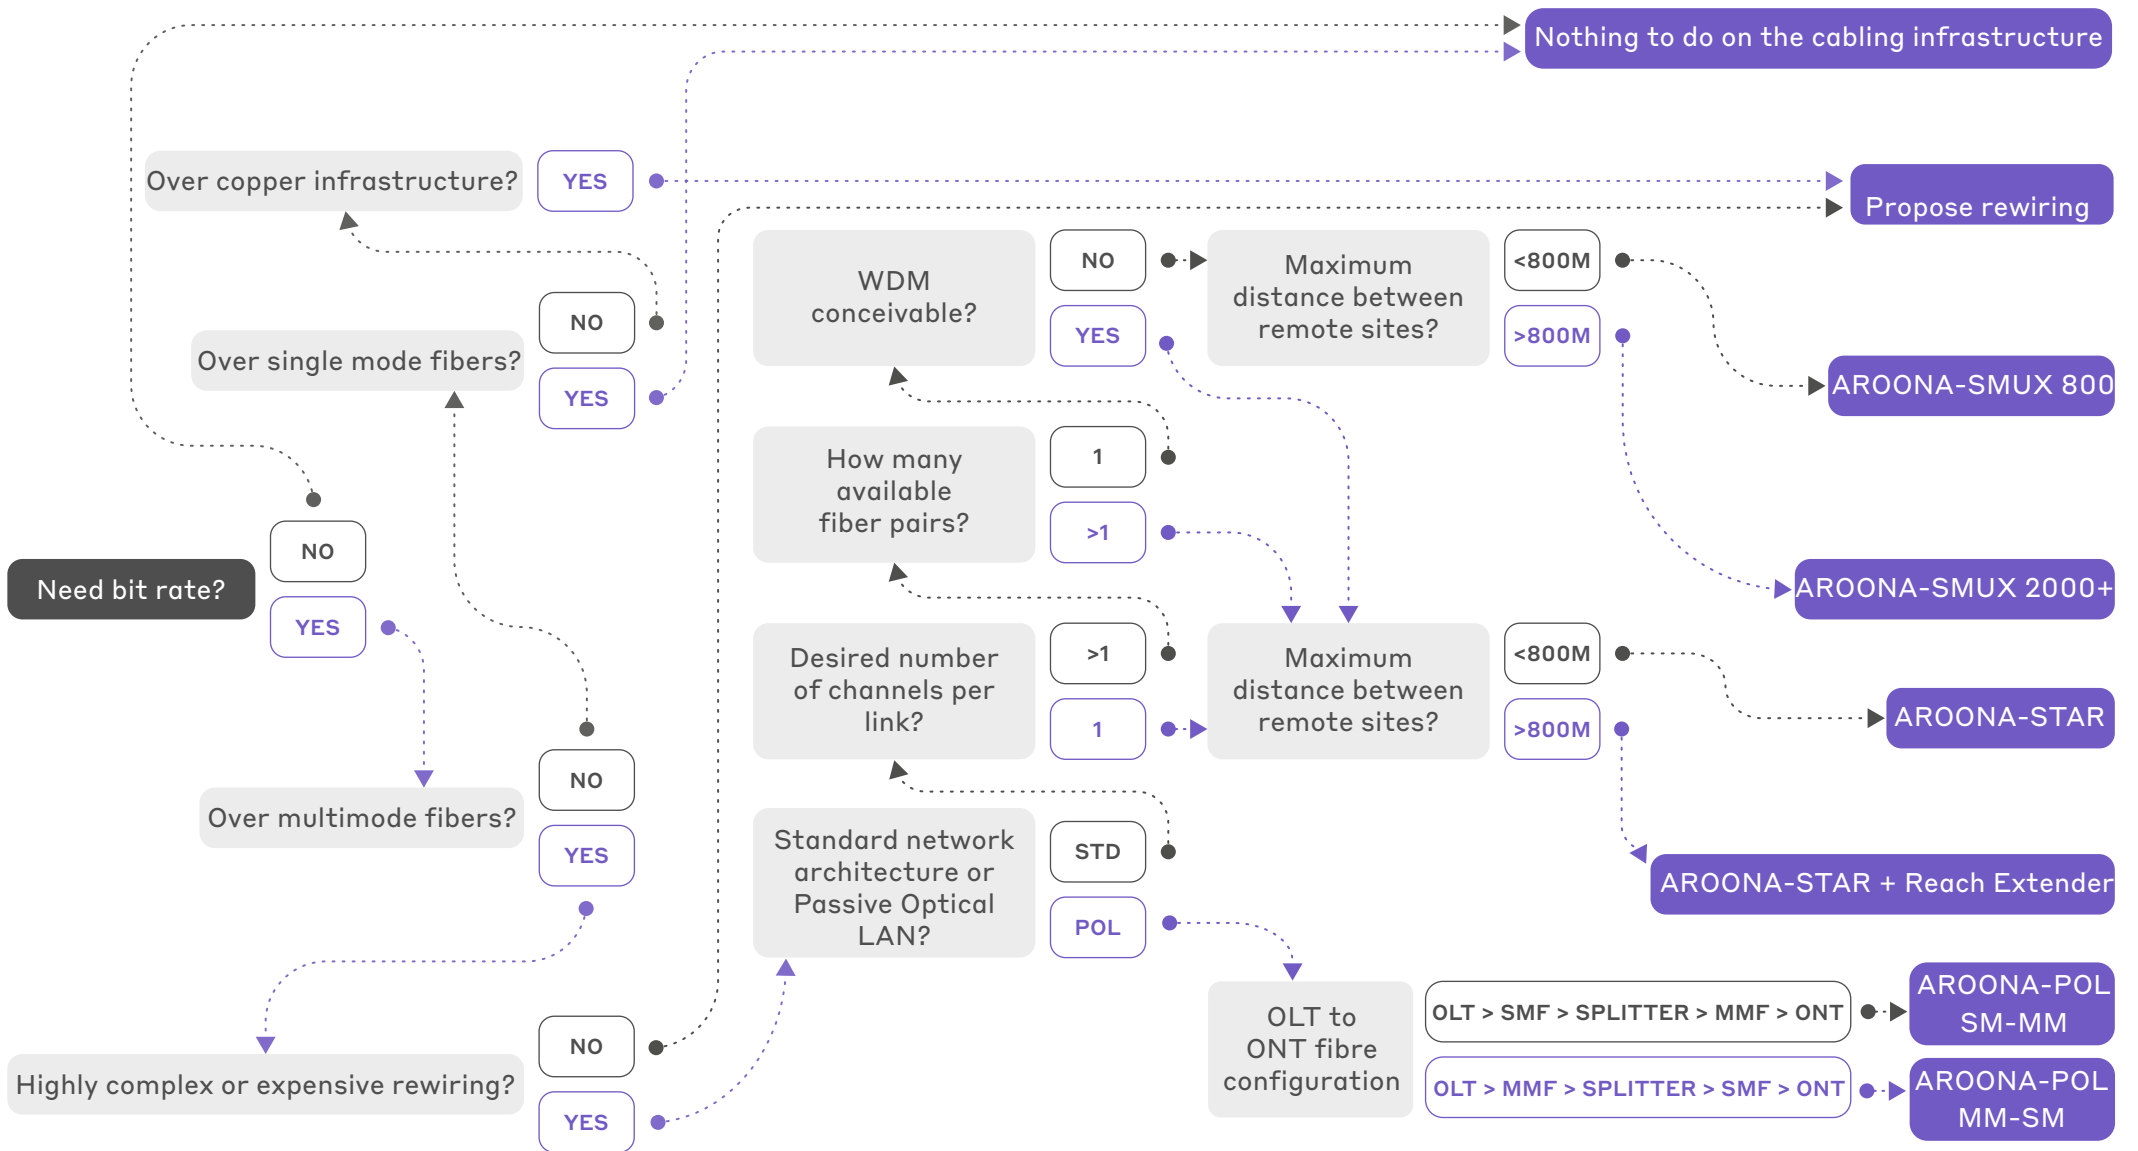 Nothing to do on the cabling infrastructure
Over copper infrastructure?
YES
Propose rewiring
WDM
conceivable?
NO
YES
Maximum
distance between
remote sites?
<800M
>800M
Over single mode fibers?
NO
YES
AROONA-SMUX 800
How many
available
fiber pairs?
1
>1
Need bit rate?
NO
YES
AROONA-SMUX 2000+
Desired number
of channels per
link?
>1
1
Maximum
distance between
remote sites?
<800M
>800M
AROONA-STAR
Over multimode fibers?
NO
YES
Standard network
architecture or
Passive Optical
LAN?
STD
POL
AROONA-STAR + Reach Extender
Highly complex or expensive rewiring?
NO
YES
OLT to
ONT fibre
configuration
OLT > SMF > SPLITTER > MMF > ONT
OLT > MMF > SPLITTER > SMF > ONT
AROONA-POL
SM-MM
AROONA-POL
MM-SM